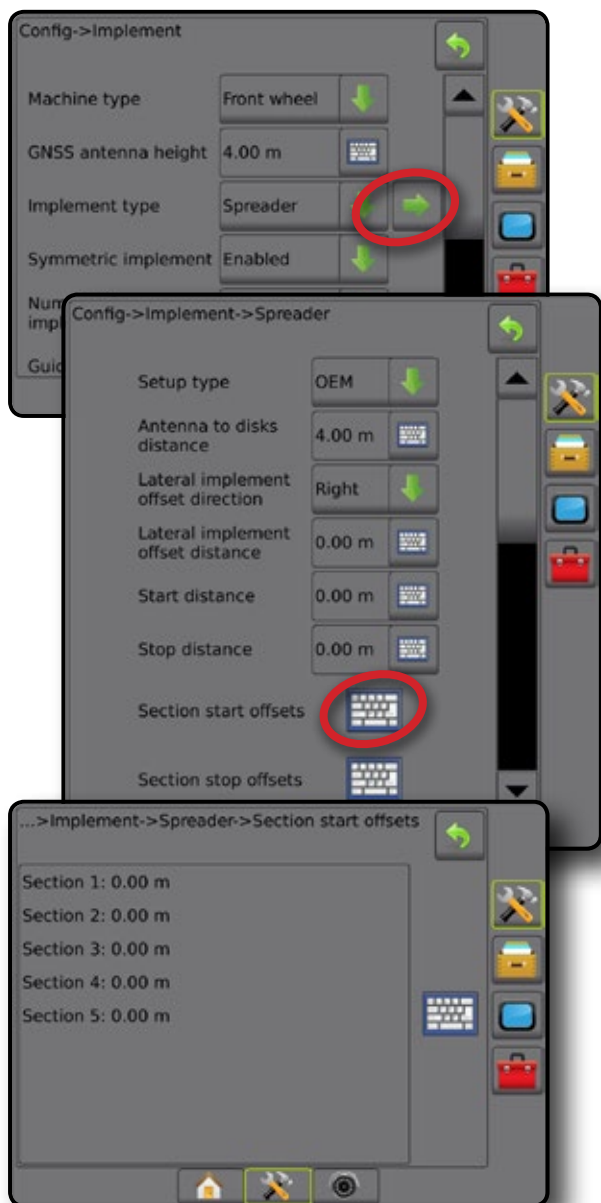 Config->Implement
Machine type Front wheel
GNSS antenna height 4.00 m
Implement type Spreader
Symmetric implement Enabled
Config->Implement->Spreader
Setup type OEM
Antenna to disks
distance 4.00 m
Lateral implement
offset direction Right
Lateral implement
offset distance 0.00 m
Start distance 0.00 m
Stop distance 0.00 m
Section start offsets
Section stop offsets
...>Implement->Spreader->Section start offsets
Section 1: 0.00 m
Section 2: 0.00 m
Section 3: 0.00 m
Section 4: 0.00 m
Section 5: 0.00 m